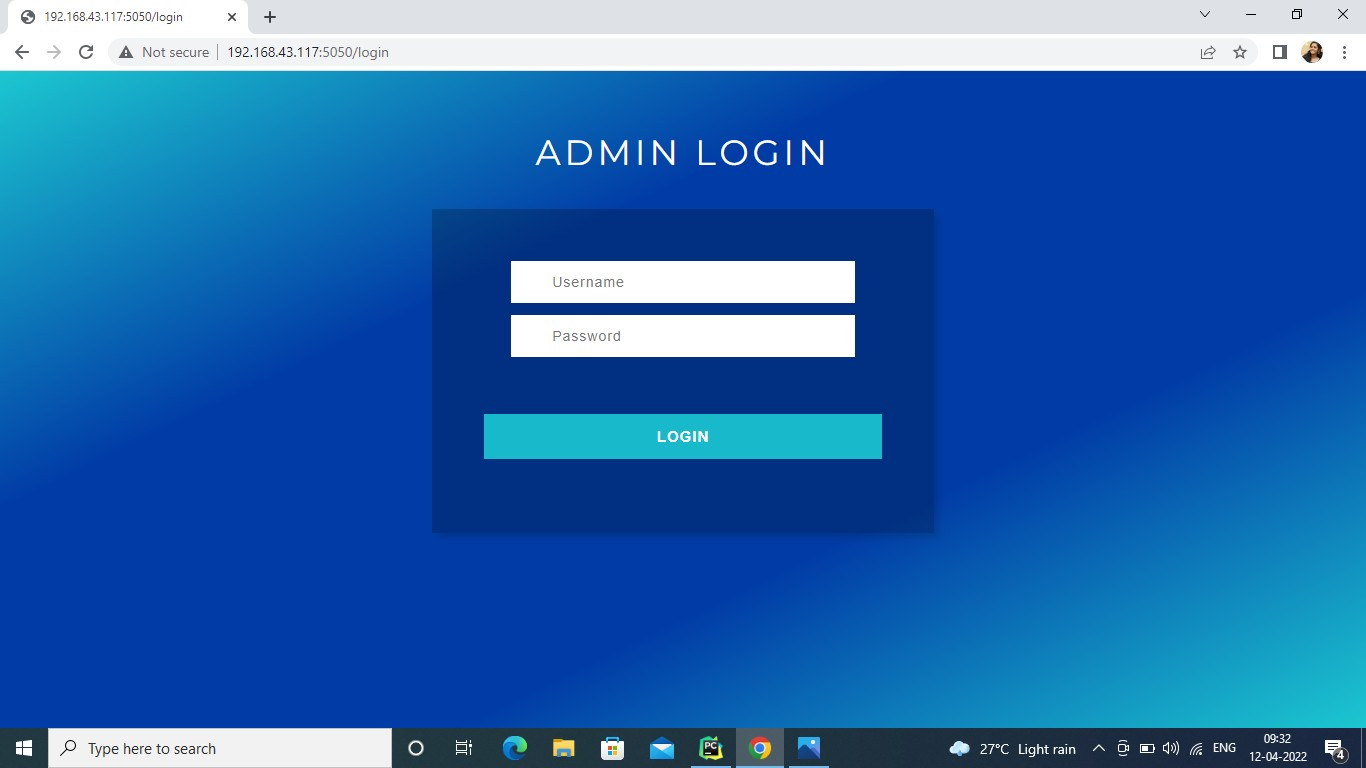 192.168.43.117:5050/login
Not secure 192.168.43.117:5050/login
ADMIN LOGIN
Username
Password
LOGIN
Type here to search
PC
27°C Light rain
ENG
09:32
12-04-2022
4